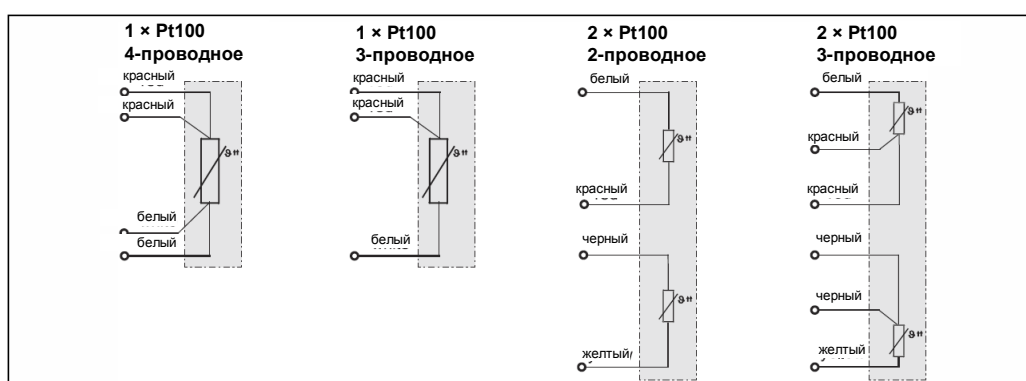 1 × Pt100
4-проводное
красный
красный
ϑ
белый
белый
1 × Pt100
3-проводное
красный
красный
ϑ
белый
2 × Pt100
2-проводное
белый
ϑ
красный
черный
ϑ
желтый
2 × Pt100
3-проводное
белый
ϑ
красный
красный
черный
черный
ϑ
желтый